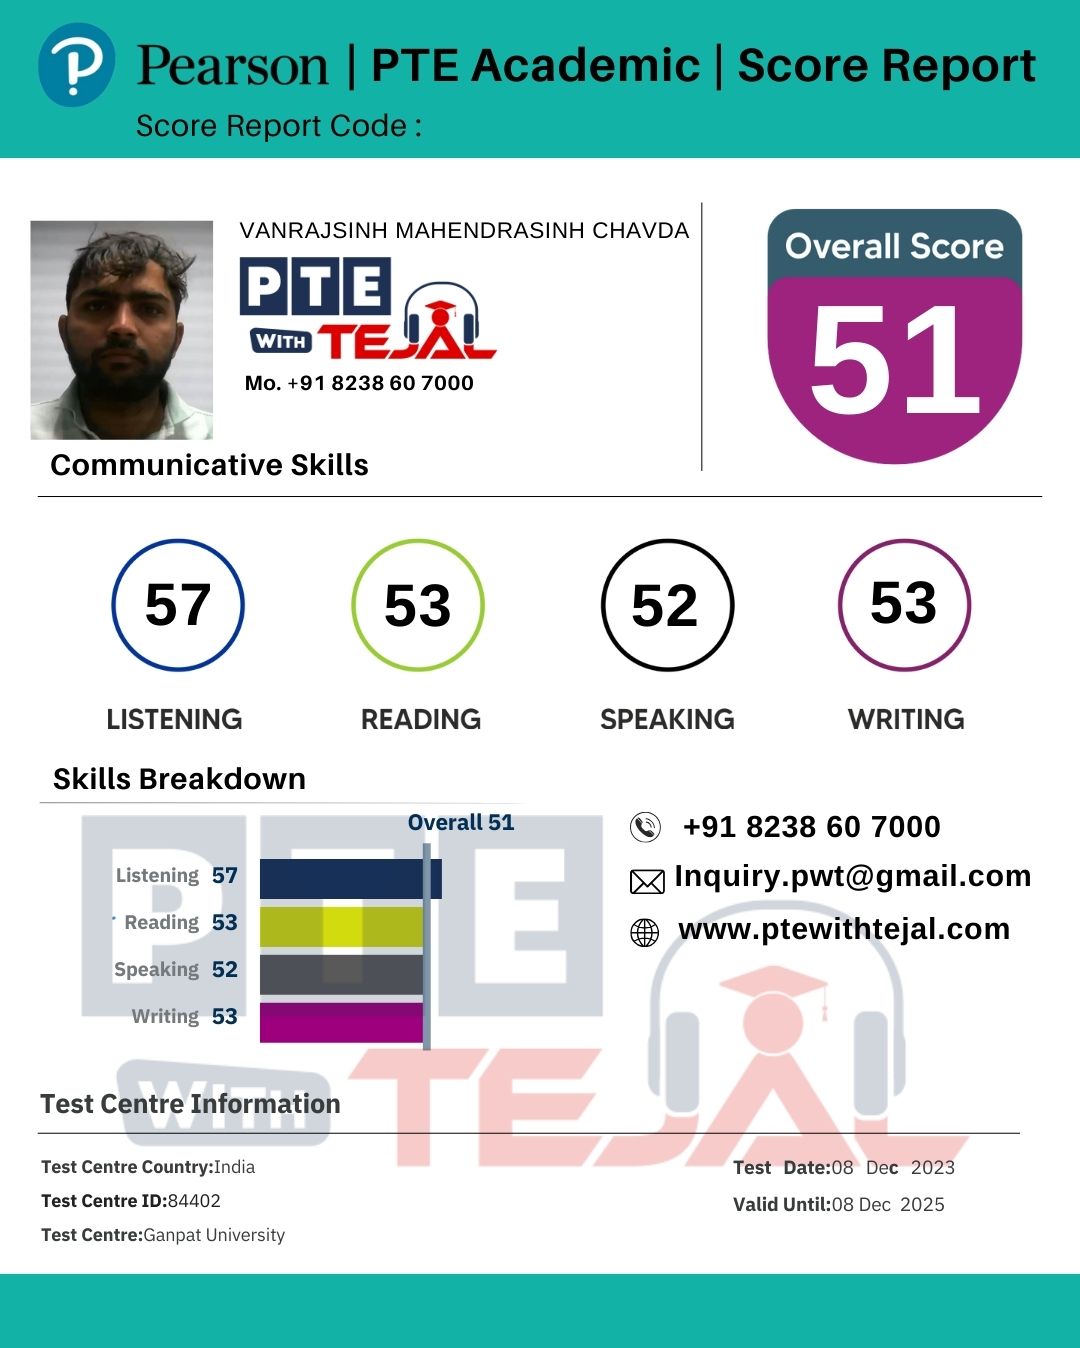 Pearson | PTE Academic | Score Report
Score Report Code :
VANRAJSINH MAHENDRASINH CHAVDA
PTE
WITH TEJAL
Mo. +91 8238 60 7000
Overall Score
51
Communicative Skills
57 53 52 53
LISTENING READING SPEAKING WRITING
Skills Breakdown
Overall 51
Listening 57
Reading 53
Speaking 52
Writing 53
+91 8238 60 7000
Inquiry.pwt@gmail.com
www.ptewithtejal.com
PTE
WITH TEJAL
Test Centre Information
Test Centre Country:India
Test Centre ID:84402
Test Centre:Ganpat University
Test Date:08 Dec 2023
Valid Until:08 Dec 2025